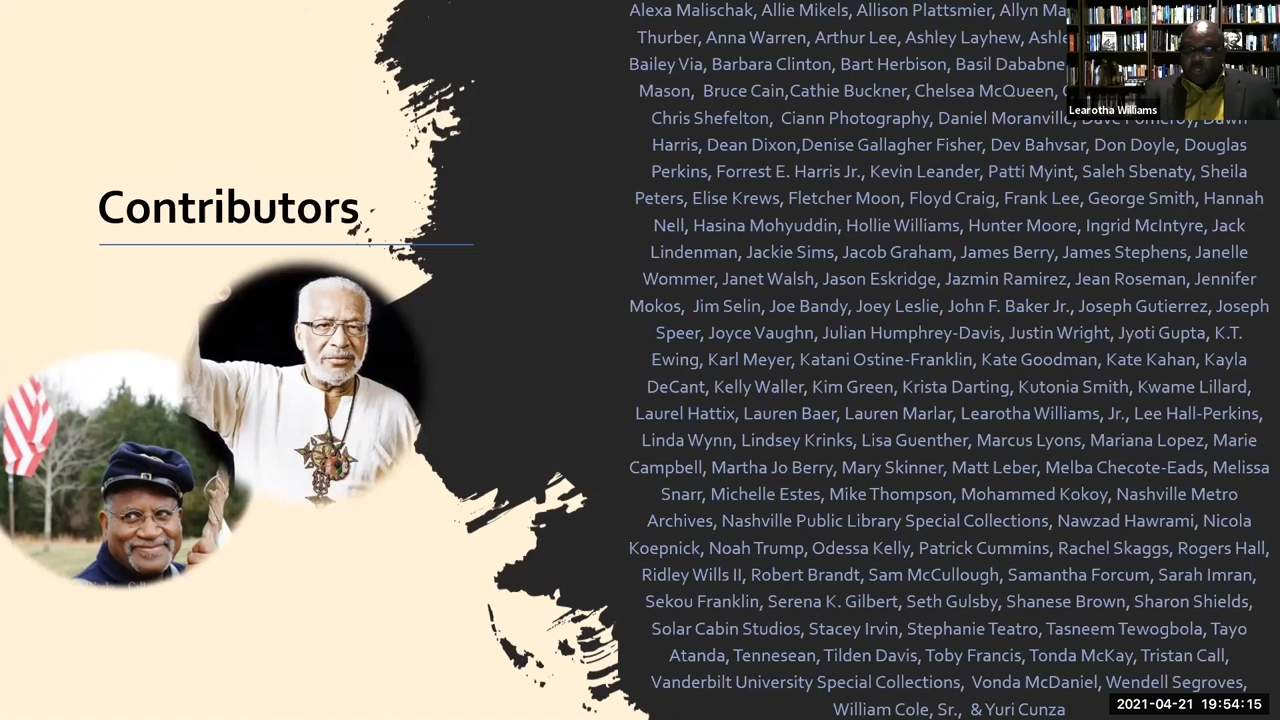 Contributors
Alexa Malischak, Allie Mikels, Allison Plattsmier, Allyn
Thurber, Anna Warren, Arthur Lee, Ashley Layhew,
Bailey Via, Barbara Clinton, Bart Herbison, Basil
Mason, Bruce Cain,Cathie Buckner, Chelsea McQueen,
Chris Shefelton, Ciann Photography, Daniel Moranville, Dave Pomeroy, Dawn
Harris, Dean Dixon,Denise Gallagher Fisher, Dev Bahvsar, Don Doyle, Douglas
Perkins, Forrest E. Harris Jr., Kevin Leander, Patti Myint, Saleh Sbenaty, Sheila
Peters, Elise Krews, Fletcher Moon, Floyd Craig, Frank Lee, George Smith, Hannah
Nell, Hasina Mohyuddin, Hollie Williams, Hunter Moore, Ingrid McIntyre, Jack
Lindenman, Jackie Sims, Jacob Graham, James Berry, James Stephens, Janelle
Wommer, Janet Walsh, Jason Eskridge, Jazmin Ramirez, Jean Roseman, Jennifer
Mokos, Jim Selin, Joe Bandy, Joey Leslie, John F. Baker Jr., Joseph Gutierrez, Joseph
Speer, Joyce Vaughn, Julian Humphrey-Davis, Justin Wright, Jyoti Gupta, K.T.
Ewing, Karl Meyer, Katani Ostine-Franklin, Kate Goodman, Kate Kahan, Kayla
DeCant, Kelly Waller, Kim Green, Krista Darting, Kutonia Smith, Kwame Lillard,
Laurel Hattix, Lauren Baer, Lauren Marlar, Learotha Williams, Jr., Lee Hall-Perkins,
Linda Wynn, Lindsey Krinks, Lisa Guenther, Marcus Lyons, Mariana Lopez, Marie
Campbell, Martha Jo Berry, Mary Skinner, Matt Leber, Melba Checote-Eads, Melissa
Snarr, Michelle Estes, Mike Thompson, Mohammed Kokoy, Nashville Metro
Archives, Nashville Public Library Special Collections, Nawzad Hawrami, Nicola
Koepnick, Noah Trump, Odessa Kelly, Patrick Cummins, Rachel Skaggs, Rogers Hall,
Ridley Wills II, Robert Brandt, Sam McCullough, Samantha Forcum, Sarah Imran,
Sekou Franklin, Serena K. Gilbert, Seth Gulsby, Shanese Brown, Sharon Shields,
Solar Cabin Studios, Stacey Irvin, Stephanie Tavera, Tasneem Tewogbola, Tayo
Atanda, Tennesean, Tilden Davis, Toby Francis, Tonda McKay, Tristan Call,
Vanderbilt University Special Collections, Vonda McDaniel, Wendell Segroves,
William Cole, Sr., & Yuri Cunza
Learotha Williams
2021-04-21 19:54:15